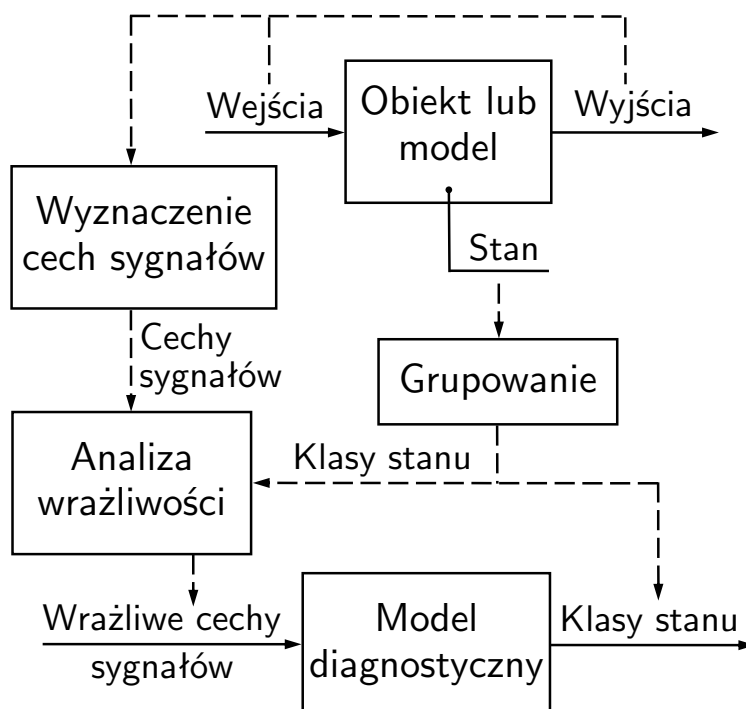 Wejścia
Obiekt lub
model
Wyjścia
Wyznaczenie
cech sygnałów
Stan
Cechy
sygnałów
Grupowanie
Analiza
wrażliwości
Klasy stanu
Wrażliwe cechy
sygnałów
Model
diagnostyczny
Klasy stanu